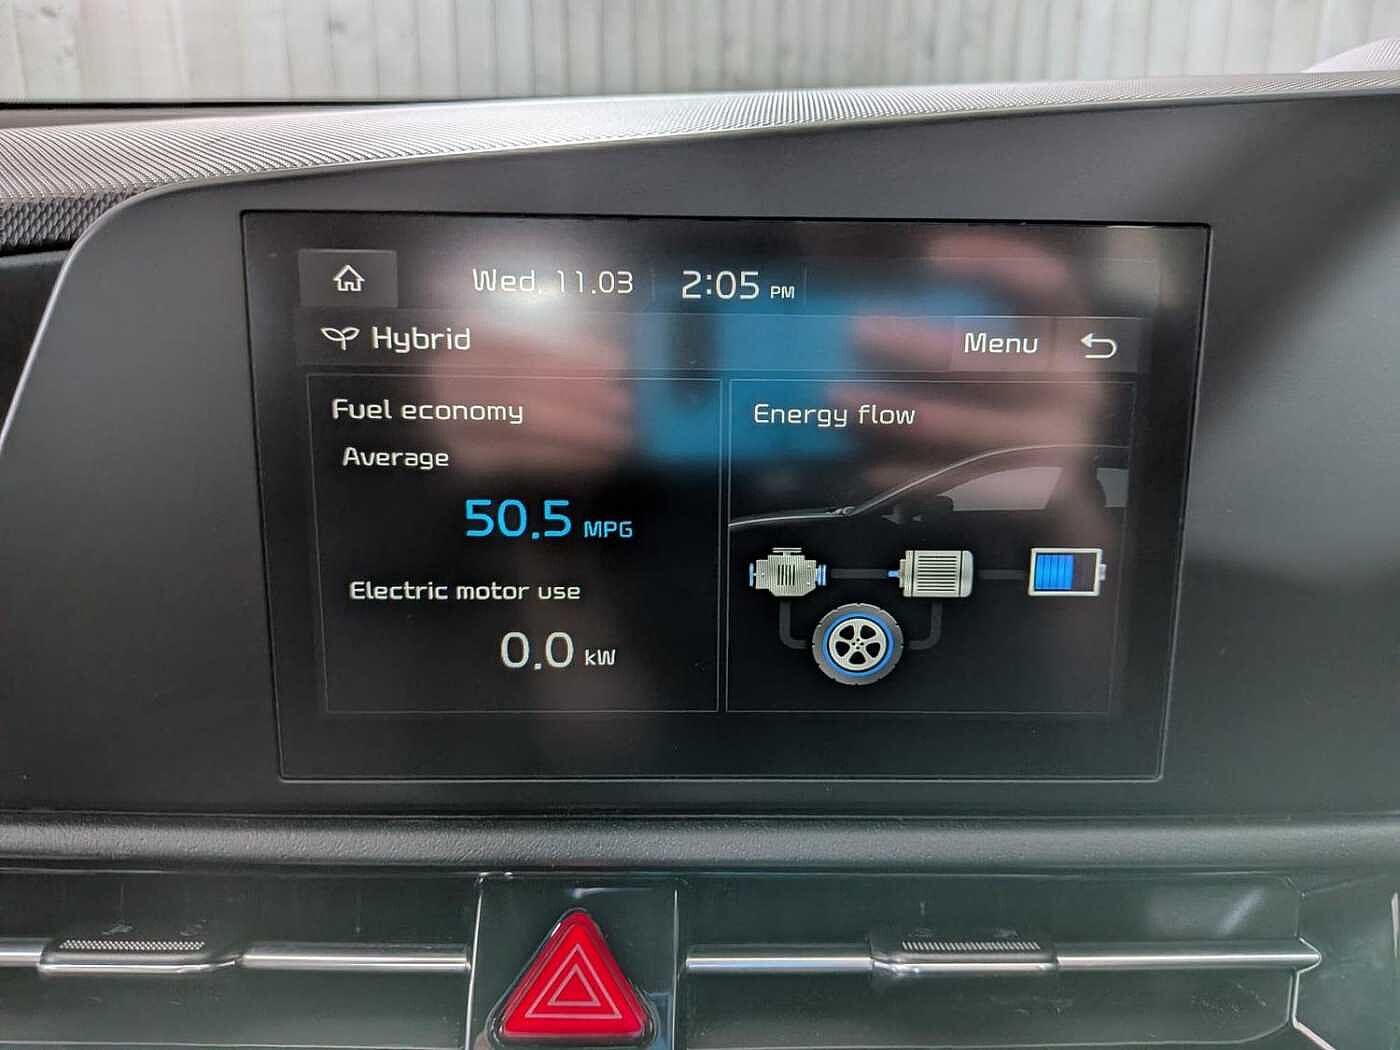 Wed, 11.03 2:05 PM
Hybrid
Menu
Fuel economy
Average
50.5 MPG
Electric motor use
0.0 kW
Energy flow